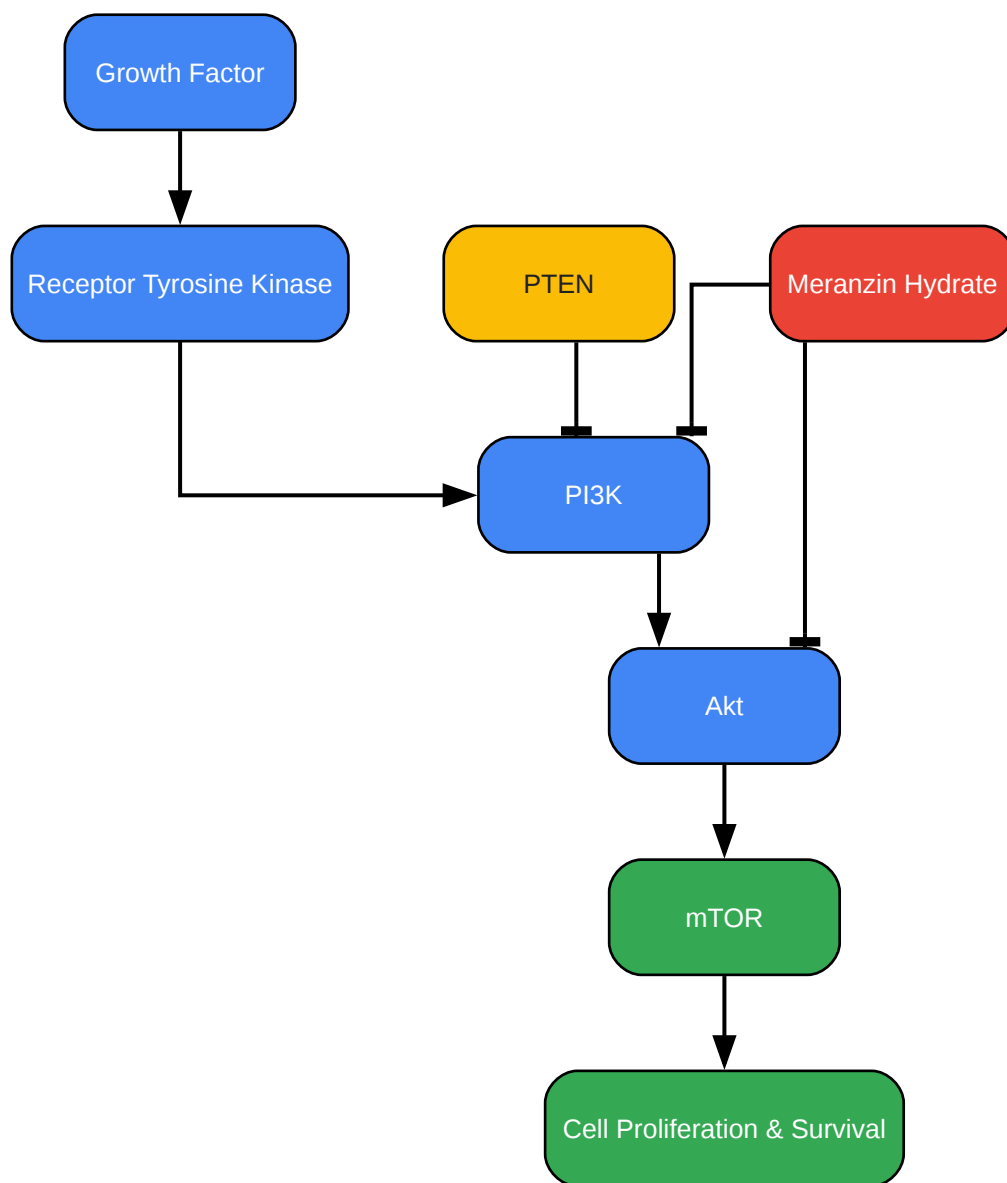 Growth Factor
Receptor Tyrosine Kinase
PTEN
Meranzin Hydrate
PI3K
Akt
mTOR
Cell Proliferation & Survival